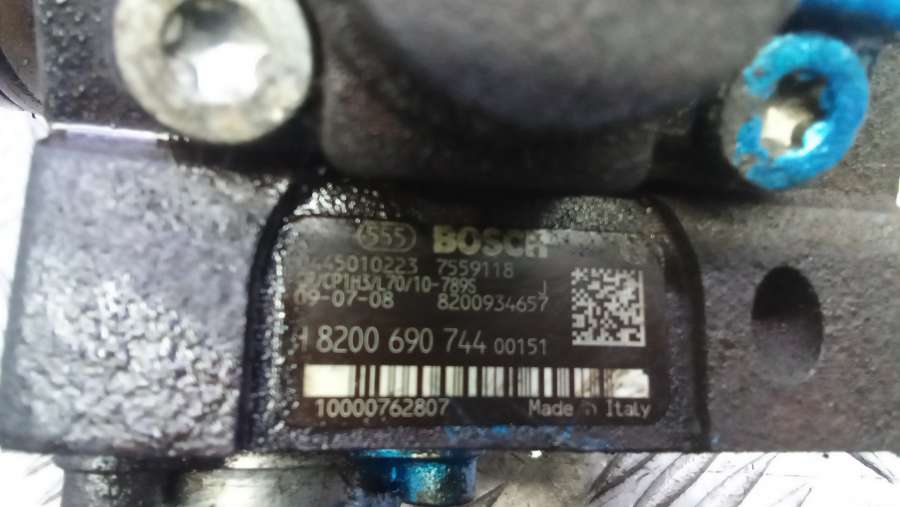 555 BOSCH
0445010223 7559118
CR/CP1H3/L70/10-789S J
09-07-08 8200934657
H 8200 690 744 00151
10000762807 Made in Italy